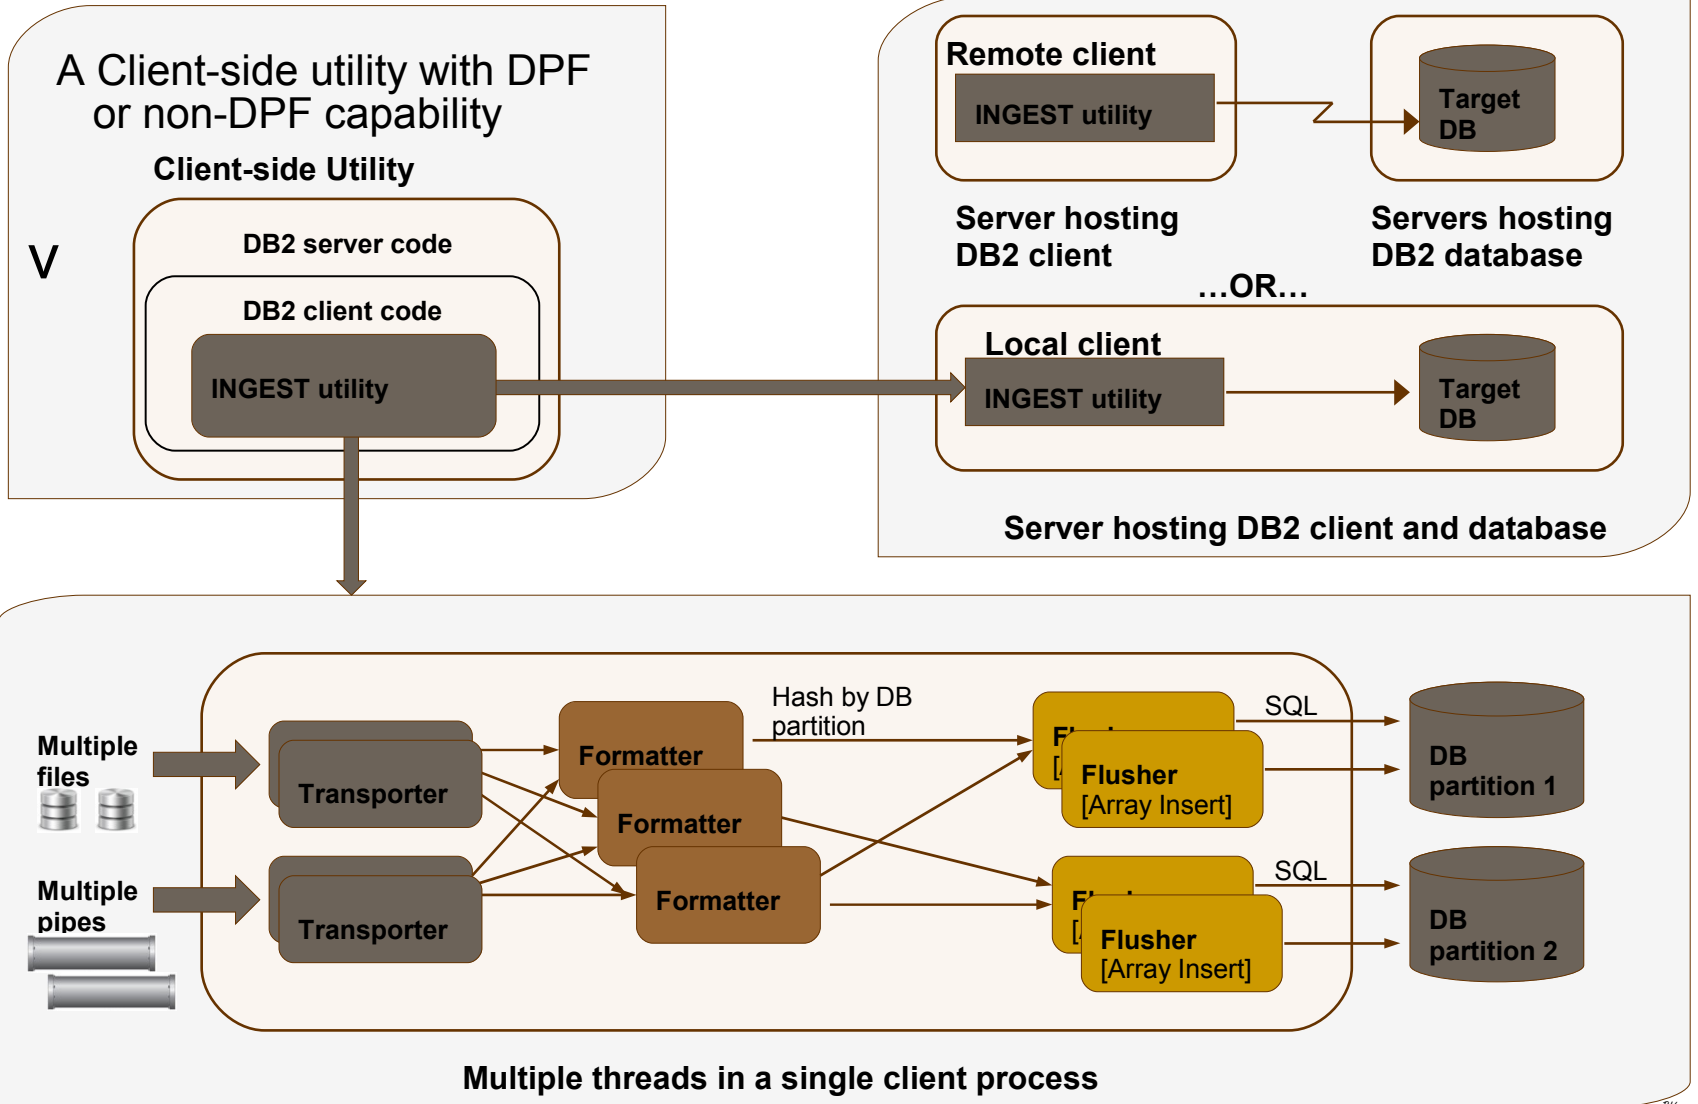 A Client-side utility with DPF
or non-DPF capability
Client-side Utility
V
DB2 server code
DB2 client code
INGEST utility
Remote client
INGEST utility
Target
DB
Server hosting
DB2 client
Servers hosting
DB2 database
...OR...
Local client
INGEST utility
Target
DB
Server hosting DB2 client and database
Multiple
files
Multiple
pipes
Transporter
Transporter
Formatter
Formatter
Formatter
Hash by DB
partition
Flusher
[Array Insert]
SQL
DB
partition 1
Flusher
[Array Insert]
SQL
DB
partition 2
Multiple threads in a single client process